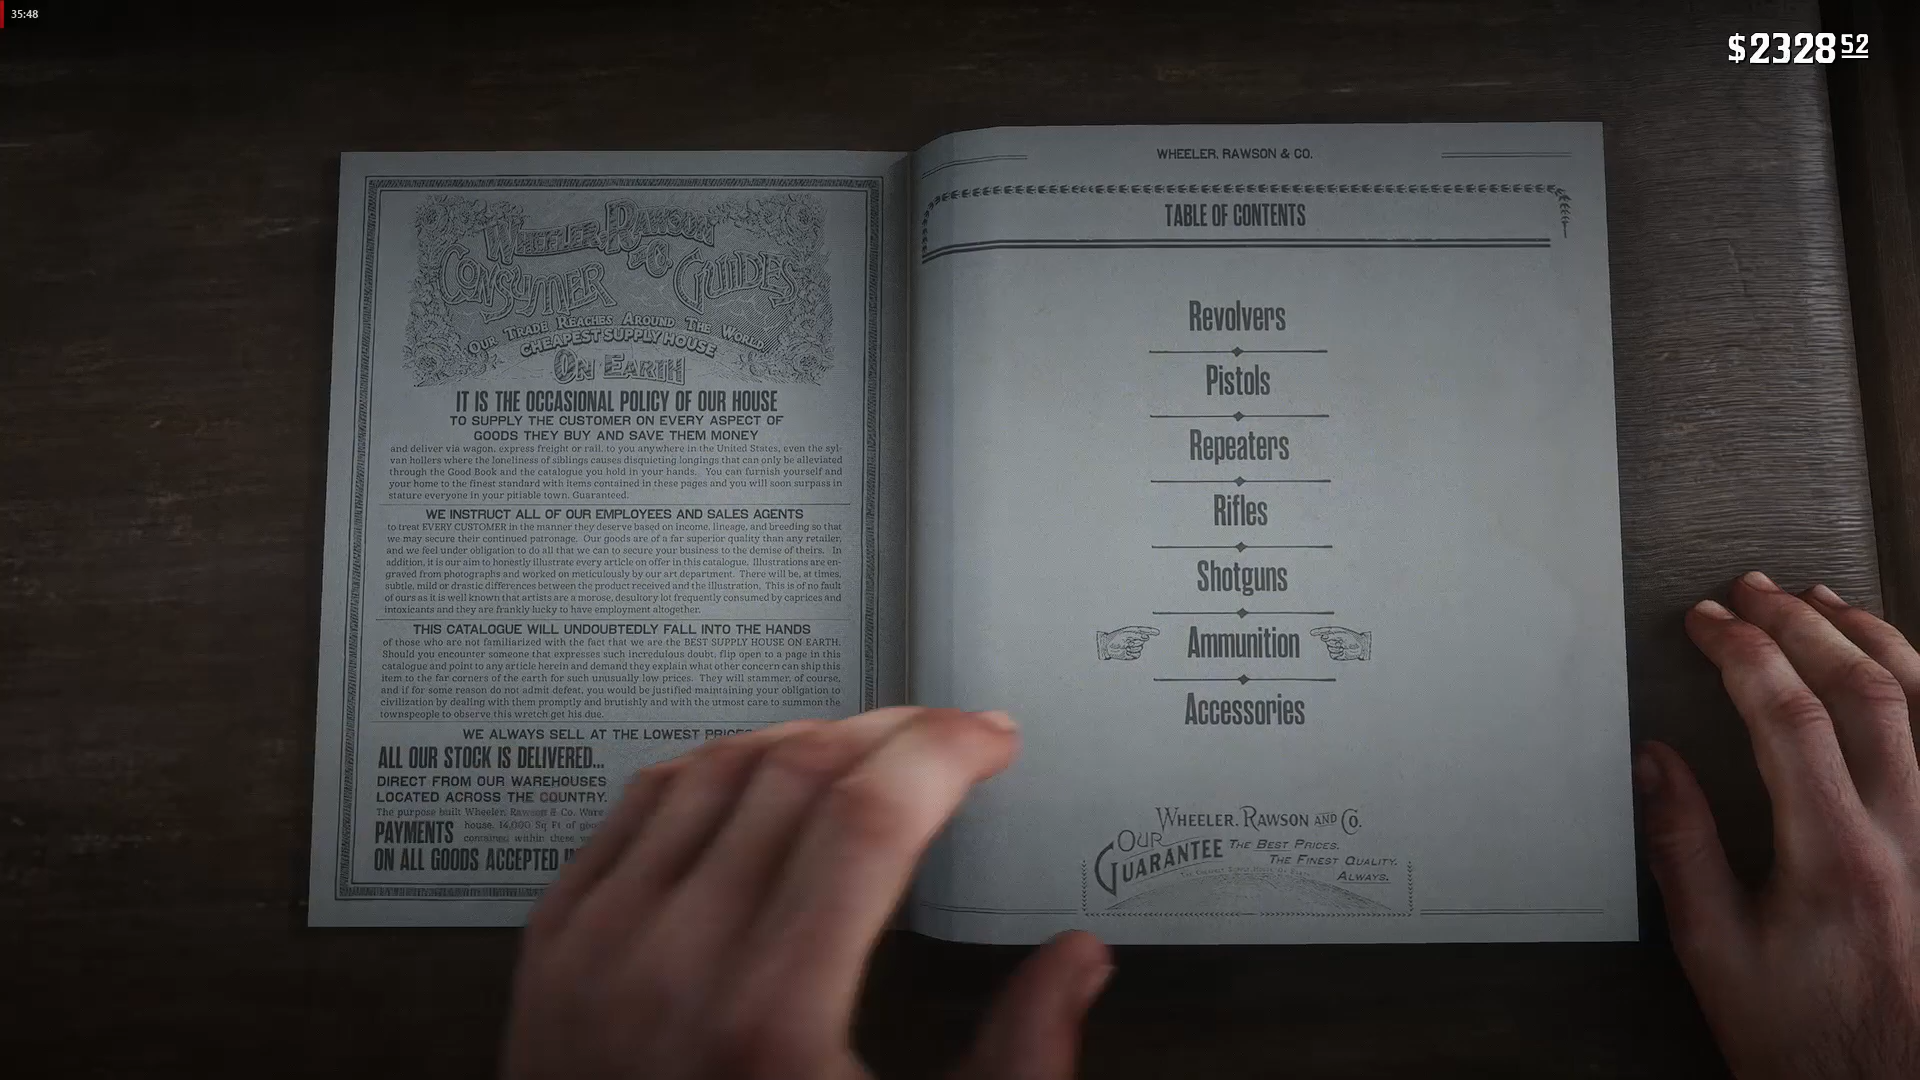 35:48
$2328 52
WHEELER, RAWSON & CO.
CONSUMER GUIDES
OUR TRADE REACHES AROUND THE WORLD
CHEAPEST SUPPLY HOUSE
ON EARTH
IT IS THE OCCASIONAL POLICY OF OUR HOUSE
TO SUPPLY THE CUSTOMER ON EVERY ASPECT OF
GOODS THEY BUY AND SAVE THEM MONEY
and deliver via wagon, express freight or rail, to you anywhere in the United States, even the syl-
van hollers where the loneliness of siblings causes disquieting longings that can only be alleviated
through the Good Book and the catalogue you hold in your hands. You can furnish yourself and
your home to the finest standard with items contained in these pages and you will soon surpass in
stature everyone in your pitiable town. Guaranteed.
WE INSTRUCT ALL OF OUR EMPLOYEES AND SALES AGENTS
to treat EVERY CUSTOMER in the manner they deserve based on income, lineage, and breeding so that
we may secure their continued patronage. Our goods are of a far superior quality than any retailer,
and we feel under obligation to do all that we can to secure your business to the demise of theirs. In
addition, it is our aim to honestly illustrate every article on offer in this catalogue. Illustrations are en-
graved from photographs and worked on meticulously by our art department. There will be, at times,
subtle, mild or drastic differences between the product received and the illustration. This is of no fault
of ours as it is well known that artists are a morose, desultory lot frequently consumed by caprices and
intoxicants and they are frankly lucky to have employment altogether.
THIS CATALOGUE WILL UNDOUBTEDLY FALL INTO THE HANDS
of those who are not familiarized with the fact that we are the BEST SUPPLY HOUSE ON EARTH.
Should you encounter someone that expresses such incredulous doubt, flip open to a page in this
catalogue and point to any article herein and demand they explain what other concern can ship this
item to the far corners of the earth for such unusually low prices. They will stammer, of course,
and if for some reason do not admit defeat, you would be justified maintaining your obligation to
civilization by dealing with them promptly and brutishly and with the utmost care to summon the
townspeople to observe this wretch get his due.
WE ALWAYS SELL AT THE LOWEST PRICE
ALL OUR STOCK IS DELIVERED...
DIRECT FROM OUR WAREHOUSES
LOCATED ACROSS THE COUNTRY.
The purpose built Wheeler, Rawson & Co. Ware
PAYMENTS
house, 14,000 Sq Ft of
contained within these
ON ALL GOODS ACCEPTED
WHEELER, RAWSON & CO.
TABLE OF CONTENTS
Revolvers
Pistols
Repeaters
Rifles
Shotguns
Ammunition
Accessories
WHEELER, RAWSON AND CO.
OUR
GUARANTEE
THE BEST PRICES.
THE FINEST QUALITY.
ALWAYS.